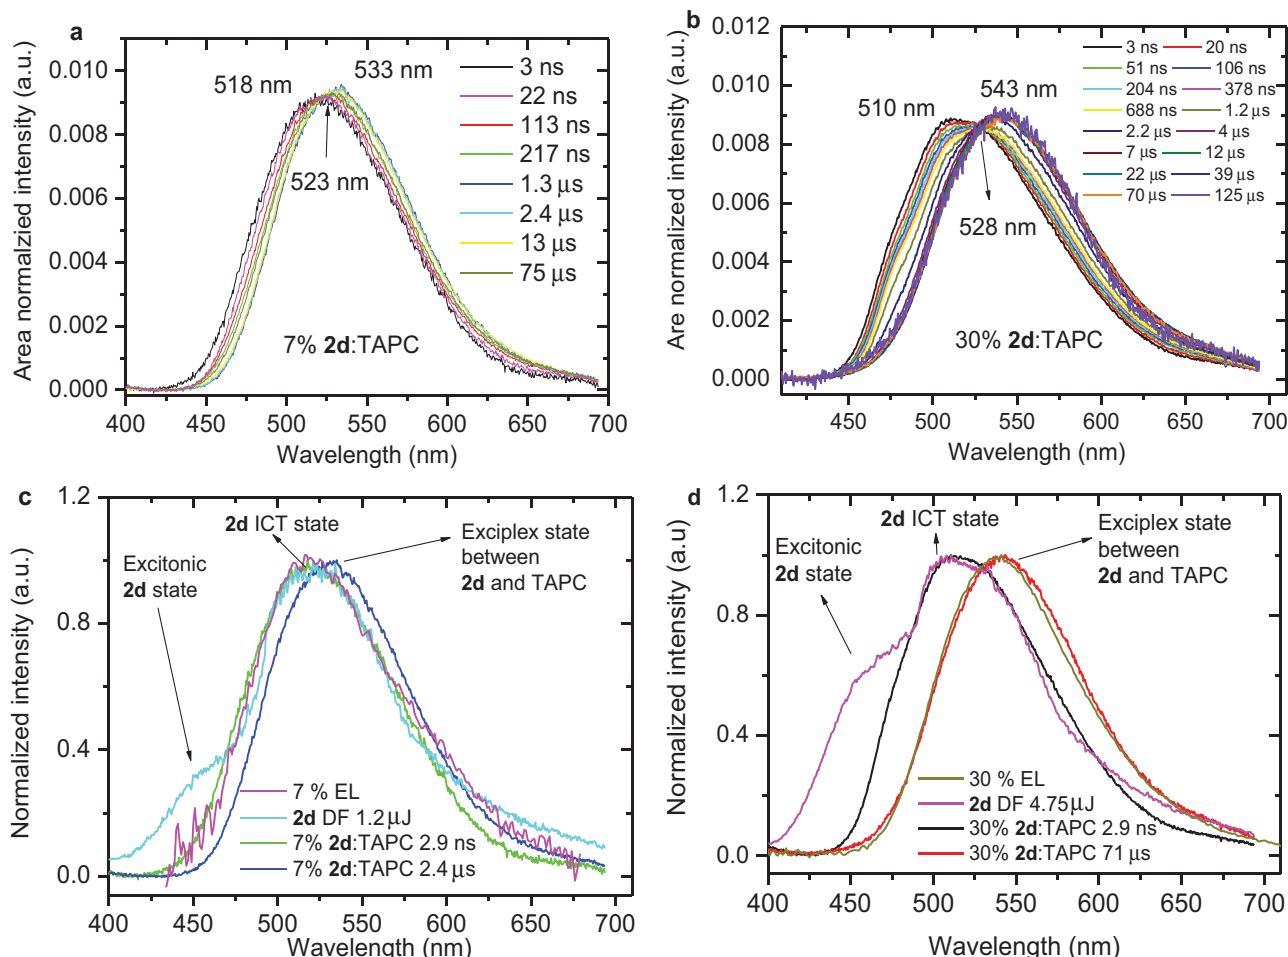 a
Area normalzied intensity (a.u.)
0.010
0.008
0.006
0.004
0.002
0.000
518 nm
533 nm
523 nm
3 ns
22 ns
113 ns
217 ns
1.3 μs
2.4 μs
13 μs
75 μs
7% 2d:TAPC
400 450 500 550 600 650 700
Wavelength (nm)
b
Are normalized intensity (a.u.)
0.010
0.008
0.006
0.004
0.002
0.000
510 nm
543 nm
528 nm
3 ns 20 ns
51 ns 106 ns
204 ns 378 ns
688 ns 1.2 μs
2.2 μs 4 μs
7 μs 12 μs
22 μs 39 μs
70 μs 125 μs
30% 2d:TAPC
450 500 550 600 650 700
Wavelength (nm)
c
Normalized intensity (a.u.)
1.2
0.8
0.4
0.0
2d ICT state
Excitonic
2d state
Exciplex state
between
2d and TAPC
7 % EL
2d DF 1.2μJ
7% 2d:TAPC 2.9 ns
7% 2d:TAPC 2.4 μs
400 450 500 550 600 650 700
Wavelength (nm)
d
Normalized intensity (a.u)
1.2
0.8
0.4
0.0
2d ICT state
Excitonic
2d state
Exciplex state
between
2d and TAPC
30 % EL
2d DF 4.75μJ
30% 2d:TAPC 2.9 ns
30% 2d:TAPC 71 μs
400 450 500 550 600 650 700
Wavelength (nm)